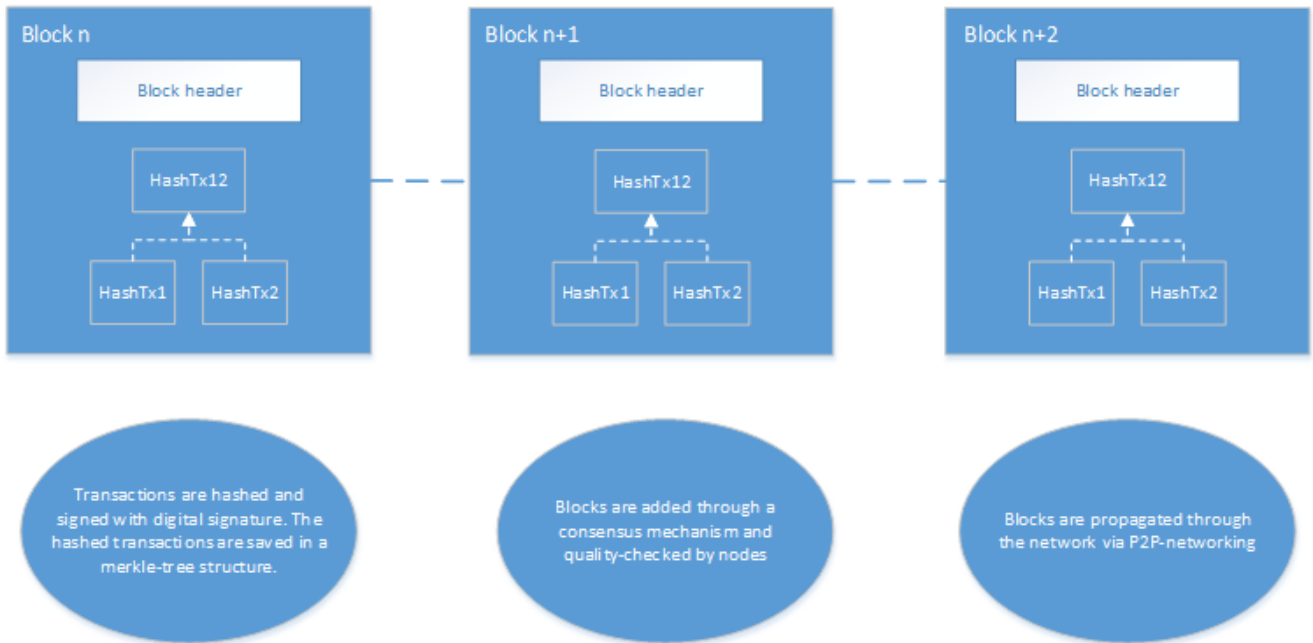 Block n
Block header
HashTx12
HashTx1
HashTx2
Block n+1
Block header
HashTx12
HashTx1
HashTx2
Block n+2
Block header
HashTx12
HashTx1
HashTx2
Transactions are hashed and
signed with digital signature. The
hashed transactions are saved in a
merkle-tree structure.
Blocks are added through a
consensus mechanism and
quality-checked by nodes
Blocks are propagated through
the network via P2P-networking